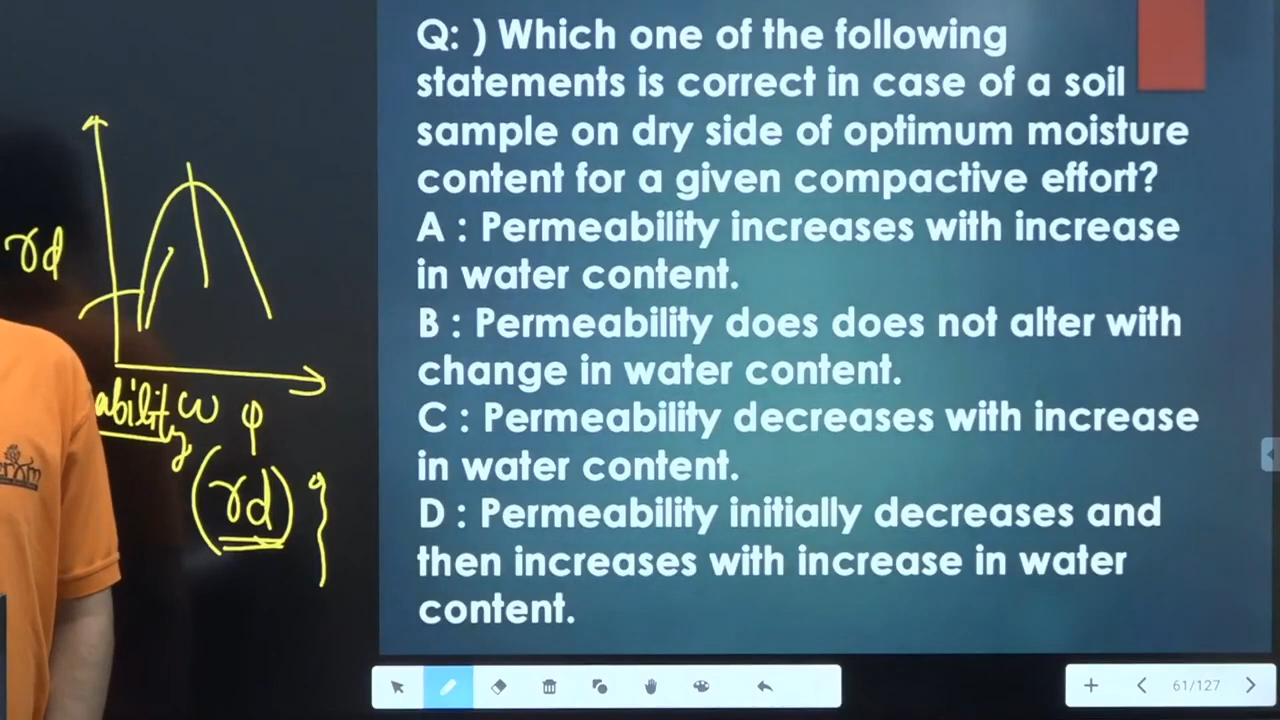 Q: ) Which one of the following
statements is correct in case of a soil
sample on dry side of optimum moisture
content for a given compactive effort?
A : Permeability increases with increase
in water content.
B : Permeability does does not alter with
change in water content.
C : Permeability decreases with increase
in water content.
D : Permeability initially decreases and
then increases with increase in water
content.
γd
ability ω φ
(γd)
61/127